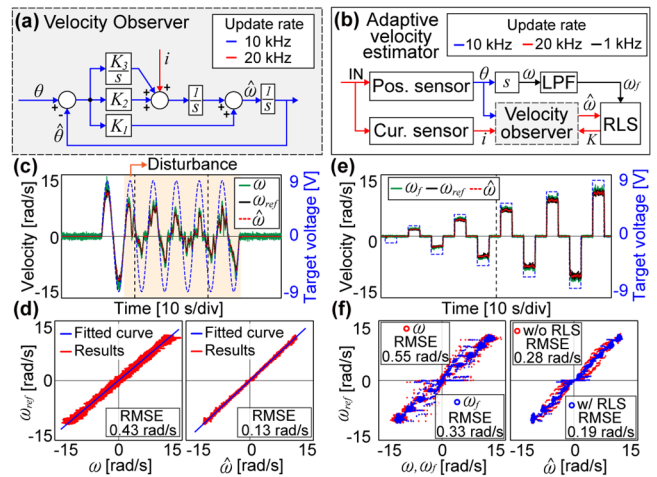 (a) Velocity Observer
Update rate
10 kHz
20 kHz
θ
θ̂
K3
s
K2
K1
i
1
s
ω̂
1
s
+
-
+
+
+
+
+
(b) Adaptive velocity estimator
Update rate
10 kHz 20 kHz 1 kHz
IN
Pos. sensor
θ
s
ω
LPF
ωf
Cur. sensor
i
Velocity observer
ω̂
K
RLS
(c)
Disturbance
Velocity [rad/s]
15
0
-15
ω
ωref
ω̂
9
0
-9
Target voltage [V]
Time [10 s/div]
(e)
Velocity [rad/s]
15
0
-15
ωf ωref ω̂
9
0
-9
Target voltage [V]
Time [10 s/div]
(d)
ωref [rad/s]
15
0
-15
Fitted curve
Results
RMSE
0.43 rad/s
-15 0 15
ω [rad/s]
Fitted curve
Results
RMSE
0.13 rad/s
-15 0 15
ω̂ [rad/s]
(f)
ωref [rad/s]
15
0
-15
ω
RMSE
0.55 rad/s
ωf
RMSE
0.33 rad/s
-15 0 15
ω, ωf [rad/s]
w/o RLS
RMSE
0.28 rad/s
w/ RLS
RMSE
0.19 rad/s
-15 0 15
ω̂ [rad/s]